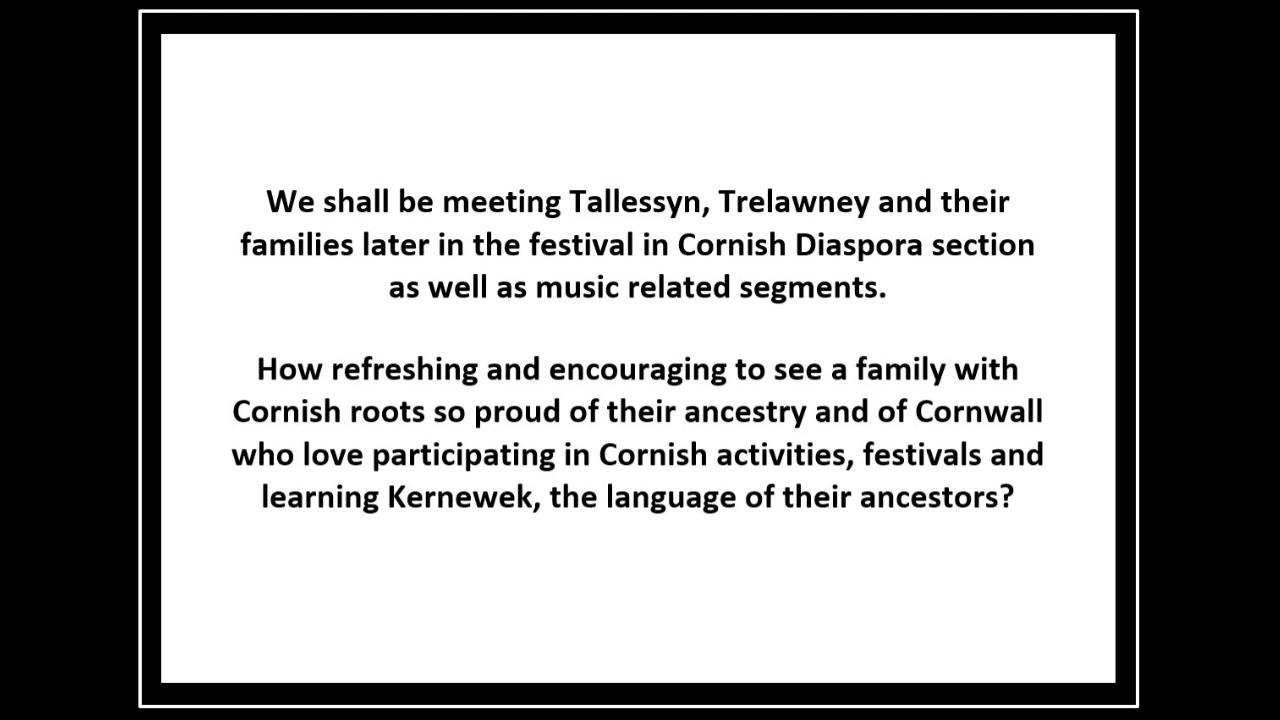 We shall be meeting Tallessyn, Trelawney and their
families later in the festival in Cornish Diaspora section
as well as music related segments.
How refreshing and encouraging to see a family with
Cornish roots so proud of their ancestry and of Cornwall
who love participating in Cornish activities, festivals and
learning Kernewek, the language of their ancestors?